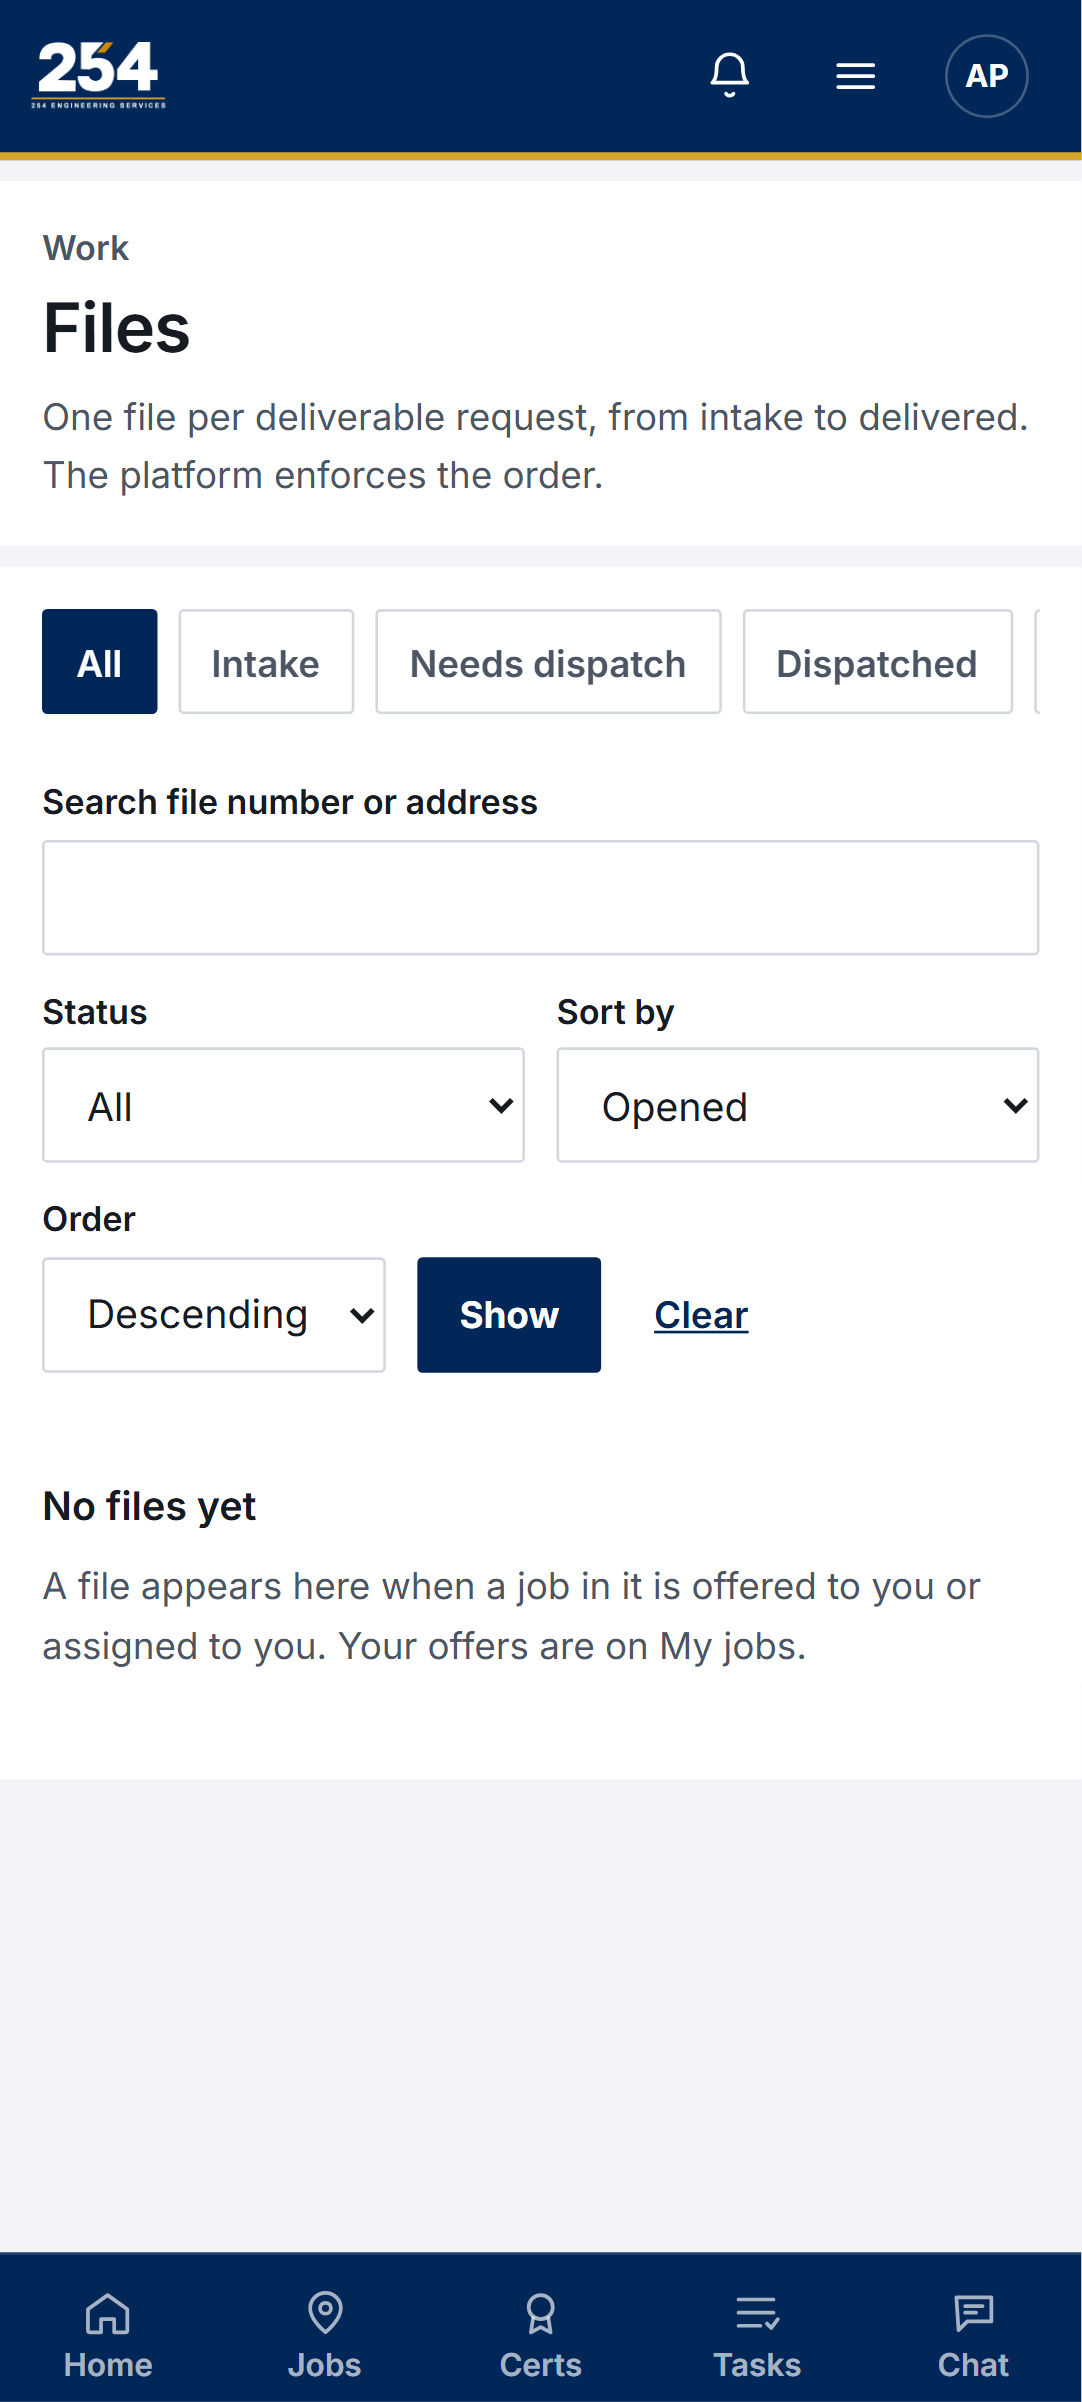 254
254 ENGINEERING SERVICES
AP
Work
Files
One file per deliverable request, from intake to delivered.
The platform enforces the order.
All
Intake
Needs dispatch
Dispatched
Search file number or address
Status
Sort by
All
Opened
Order
Descending
Show
Clear
No files yet
A file appears here when a job in it is offered to you or
assigned to you. Your offers are on My jobs.
Home
Jobs
Certs
Tasks
Chat